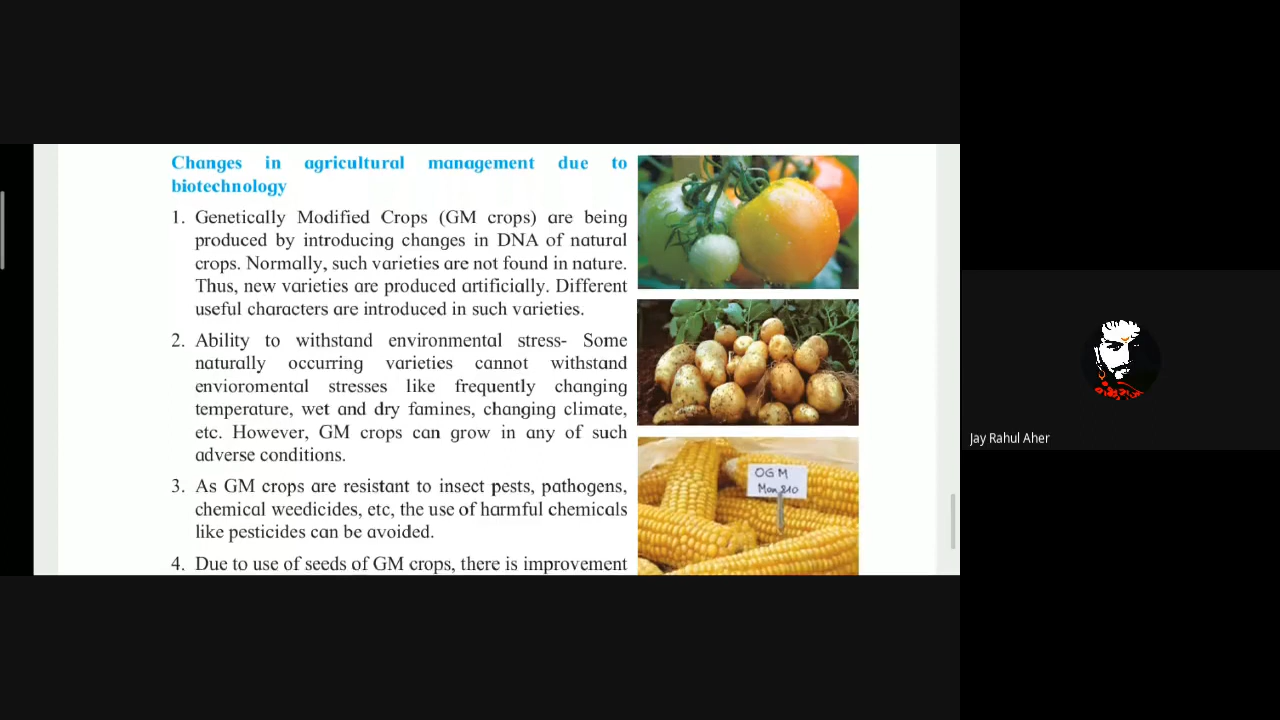 Changes in agricultural management due to
biotechnology
1. Genetically Modified Crops (GM crops) are being
produced by introducing changes in DNA of natural
crops. Normally, such varieties are not found in nature.
Thus, new varieties are produced artificially. Different
useful characters are introduced in such varieties.
2. Ability to withstand environmental stress- Some
naturally occurring varieties cannot withstand
envioromental stresses like frequently changing
temperature, wet and dry famines, changing climate,
etc. However, GM crops can grow in any of such
adverse conditions.
3. As GM crops are resistant to insect pests, pathogens,
chemical weedicides, etc, the use of harmful chemicals
like pesticides can be avoided.
4. Due to use of seeds of GM crops, there is improvement
OGM
Mon 810
Jay Rahul Aher